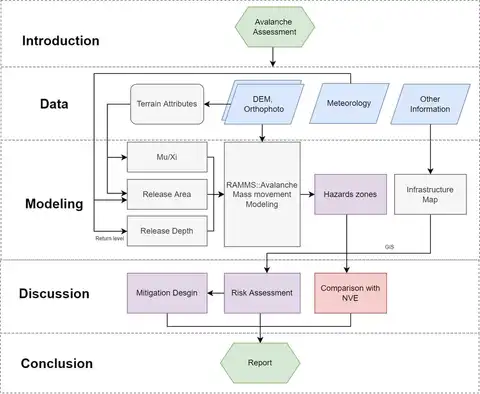 Introduction
Avalanche
Assessment
Data
Terrain Attributes
DEM,
Orthophoto
Meteorology
Other
Information
Modeling
Mu/Xi
Release Area
Release Depth
Return level
RAMMS::Avalanche
Mass movement
Modeling
Hazards zones
Infrastructure
Map
GIS
Discussion
Mitigation Desgin
Risk Assessment
Comparison with
NVE
Conclusion
Report